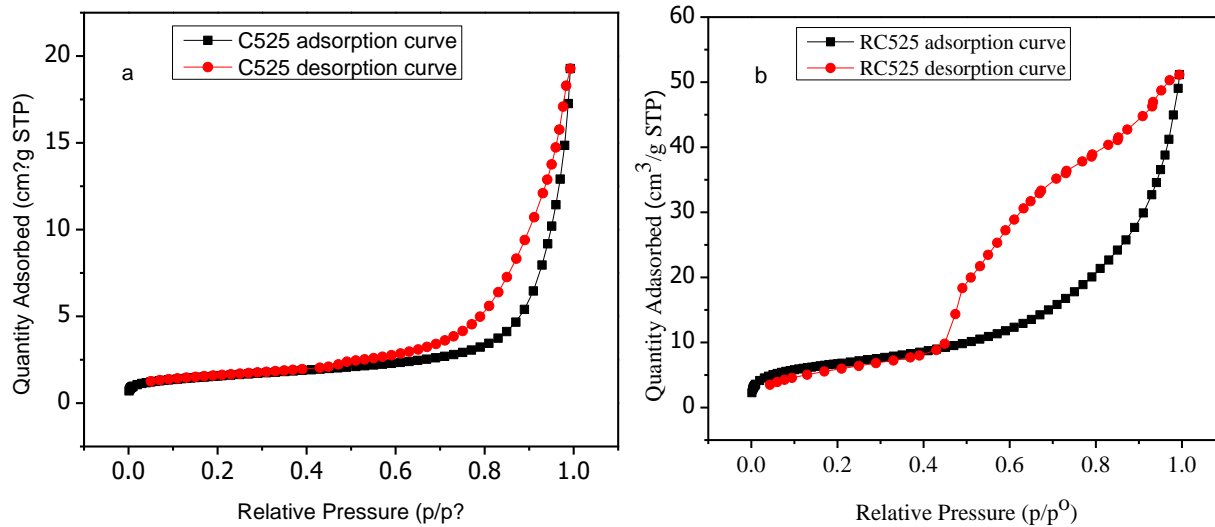 C525 adsorption curve
C525 desorption curve
a
20
15
10
5
0
0.0 0.2 0.4 0.6 0.8 1.0
Quantity Adsorbed (cm?g STP)
Relative Pressure (p/p?
RC525 adsorption curve
RC525 desorption curve
b
60
50
40
30
20
10
0
0.0 0.2 0.4 0.6 0.8 1.0
Quantity Adasorbed (cm³/g STP)
Relative Pressure (p/pᴼ)